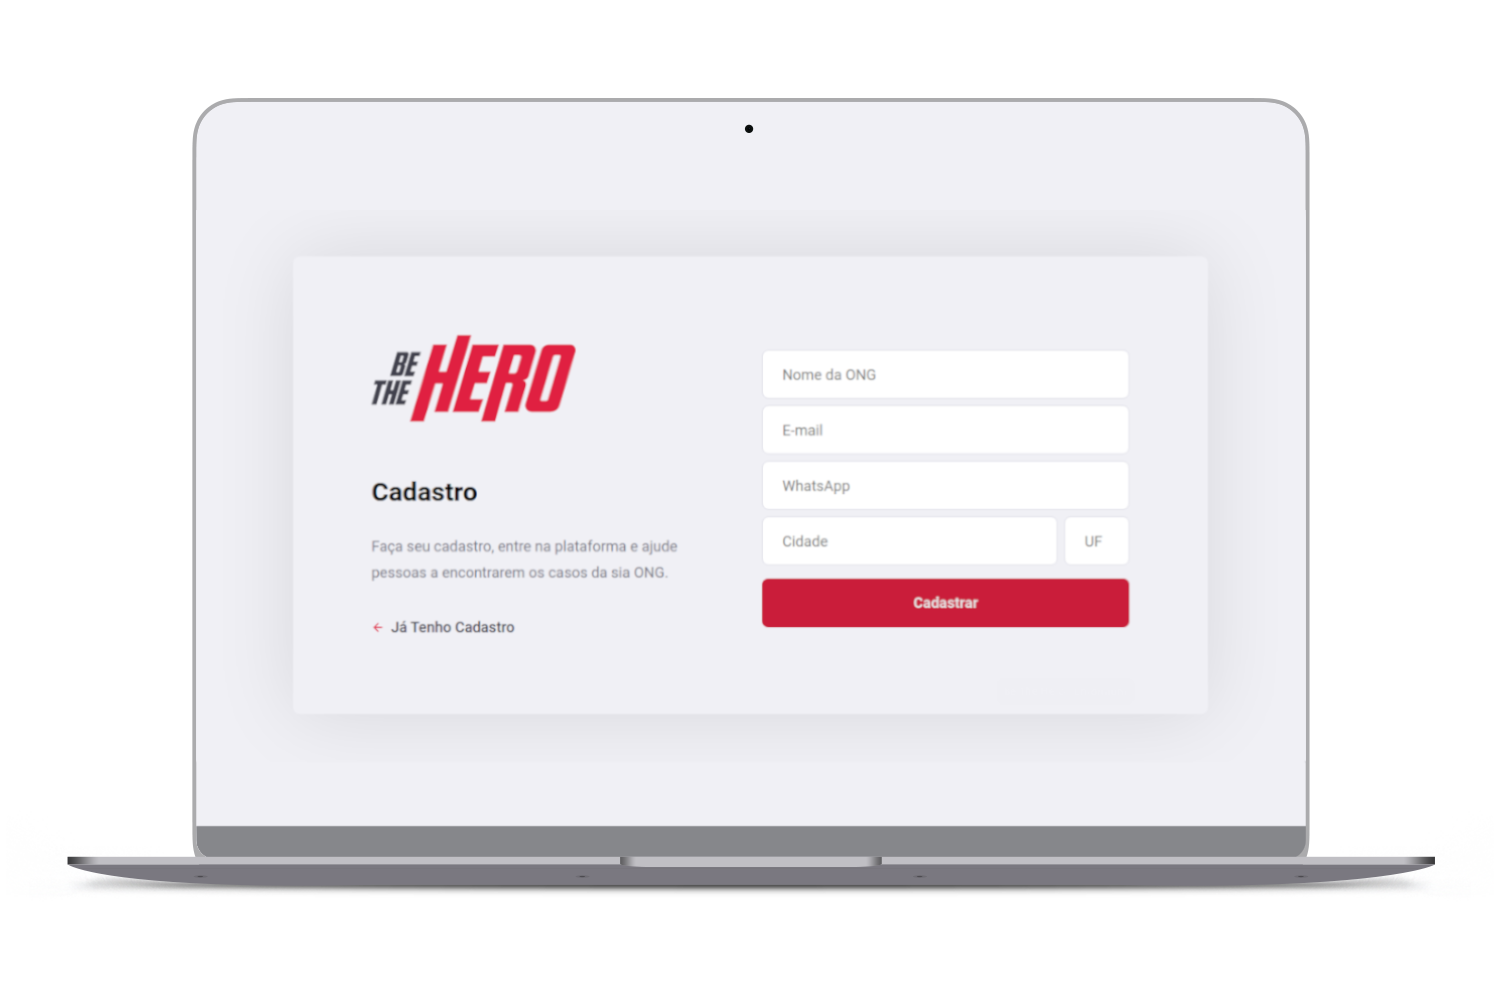 BE
THE
HERO
Cadastro
Faça seu cadastro, entre na plataforma e ajude
pessoas a encontrarem os casos da sia ONG.
← Já Tenho Cadastro
Nome da ONG
E-mail
WhatsApp
Cidade UF
Cadastrar